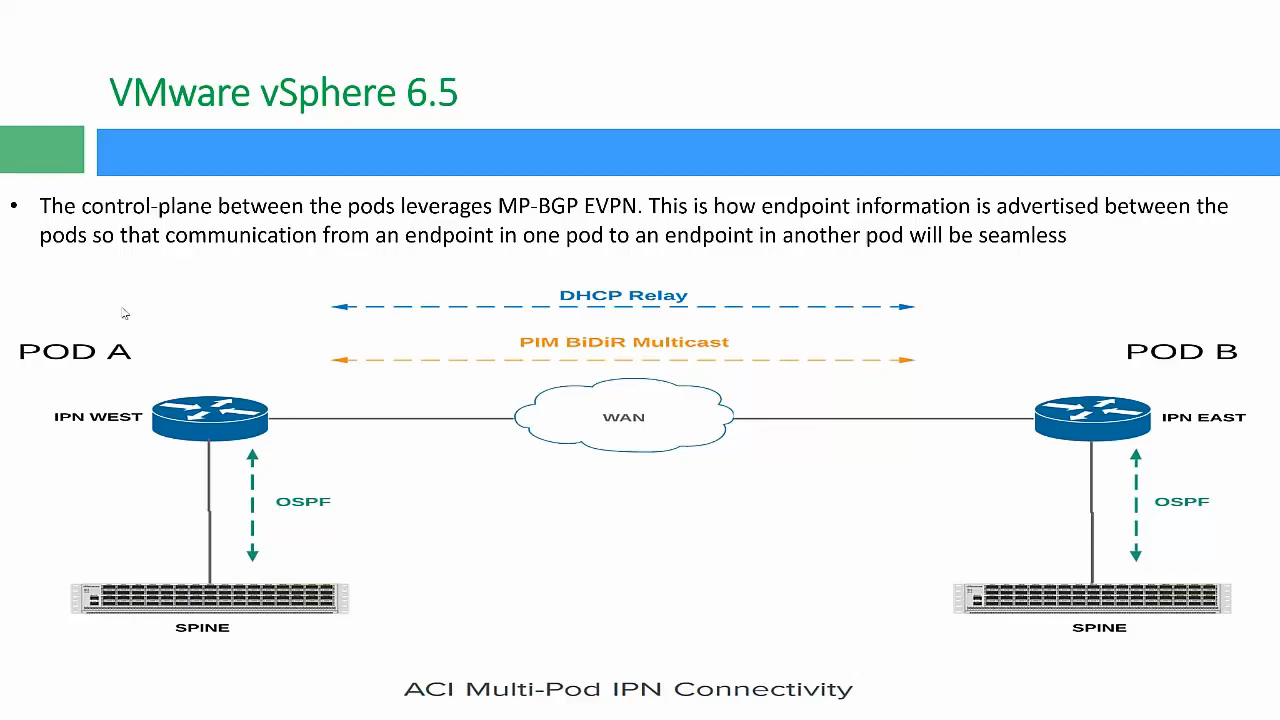 VMware vSphere 6.5
• The control-plane between the pods leverages MP-BGP EVPN. This is how endpoint information is advertised between the
pods so that communication from an endpoint in one pod to an endpoint in another pod will be seamless
DHCP Relay
PIM BiDiR Multicast
POD A
POD B
IPN WEST
WAN
IPN EAST
OSPF
OSPF
SPINE
SPINE
ACI Multi-Pod IPN Connectivity